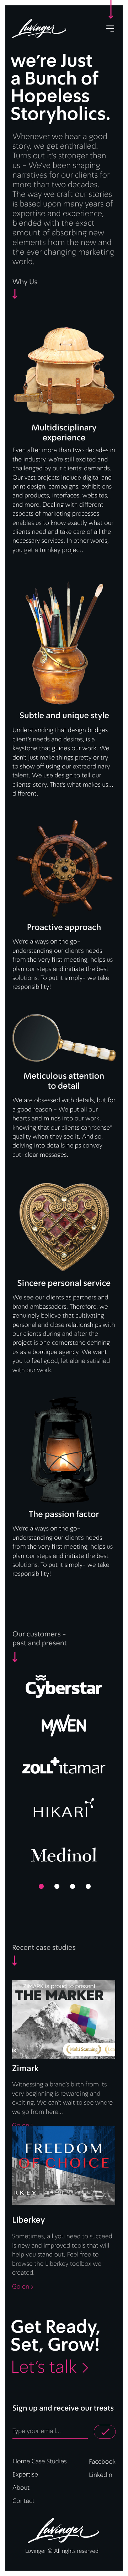 Luvinger
we're Just
a Bunch of
Hopeless
Storyholics.
Whenever we hear a good
story, we get enthralled.
Turns out it's stronger than
us - We've been shaping
narratives for our clients for
more than two decades.
The way we craft our stories
is based upon many years of
expertise and experience,
blended with the exact
amount of absorbing new
elements from the new and
the ever changing marketing
world.
Why Us
Multidisciplinary
experience
Even after more than two decades in
the industry, we're still excited and
challenged by our clients' demands.
Our vast projects include digital and
print design, campaigns, exhibitions
and products, interfaces, websites,
and more. Dealing with different
aspects of marketing processes
enables us to know exactly what our
clients need and take care of all the
necessary services. In other words,
you get a turnkey project.
Subtle and unique style
Understanding that design bridges
client's needs and desires, is a
keystone that guides our work. We
don't just make things pretty or try
to show off using our extraordinary
talent. We use design to tell our
clients' story. That's what makes us...
different.
Proactive approach
We're always on the go-
understanding our client's needs
from the very first meeting, helps us
plan our steps and initiate the best
solutions. To put it simply- we take
responsibility!
Meticulous attention
to detail
We are obsessed with details, but for
a good reason - We put all our
hearts and minds into our work,
knowing that our clients can "sense"
quality when they see it. And so,
delving into details helps convey
cut-clear messages.
Sincere personal service
We see our clients as partners and
brand ambassadors. Therefore, we
genuinely believe that cultivating
personal and close relationships with
our clients during and after the
project is one cornerstone defining
us as a boutique agency. We want
you to feel good, let alone satisfied
with our work.
The passion factor
We're always on the go-
understanding our client's needs
from the very first meeting, helps us
plan our steps and initiate the best
solutions. To put it simply- we take
responsibility!
Our customers -
past and present
Cyberstar
MAVEN
ZOLL+itamar
HIKARI
Medinol
Recent case studies
is proud to present
THE MARKER
Zimark
Witnessing a brand's birth from its
very beginning is rewarding and
exciting. We can't wait to see where
we go from here...
Go on >
FREEDOM
OF CHOICE
Liberkey
Sometimes, all you need to succeed
is new and improved tools that will
help you stand out. Feel free to
browse the Liberkey toolbox we
created.
Go on >
Get Ready,
Set, Grow!
Let's talk >
Sign up and receive our treats
Type your email...
Home Case Studies
Facebook
Expertise
Linkedin
About
Contact
Luvinger
Luvinger © All rights reserved